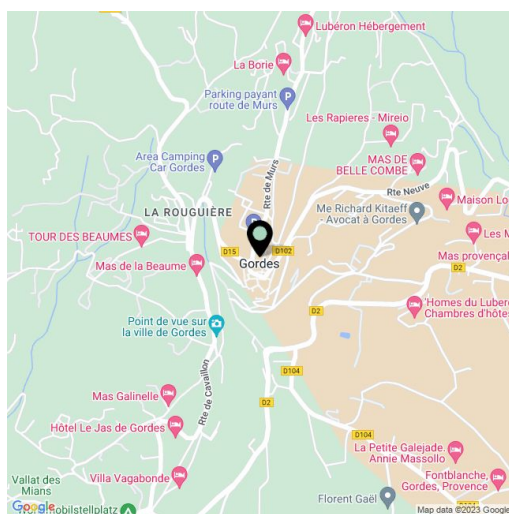 Lubéron Hébergement
La Borie
Parking payant
route de Murs
Les Rapieres - Mireio
Area Camping
Car Gordes
MAS DE
BELLE COMBE
Rte de Murs
Rte Neuve
Maison Lo
LA ROUGUIÈRE
Me Richard Kitaeff
- Avocat à Gordes
TOUR DES BEAUMES
Les M
Mas provençal
D15
D102
Gordes
Mas de la Beaume
D2
'Homes du Lubero
Chambres d'hôte
Point de vue sur
la ville de Gordes
D2
D104
Rte de Cavaillon
Mas Galinelle
D2
Hôtel Le Jas de Gordes
D104
La Petite Galejade.
Annie Massollo
Villa Vagabonde
Fontblanche,
Gordes, Provence
Vallat des
Mians
Florent Gaël
D104
Google
mobilstellplatz
Map data ©2023 Google